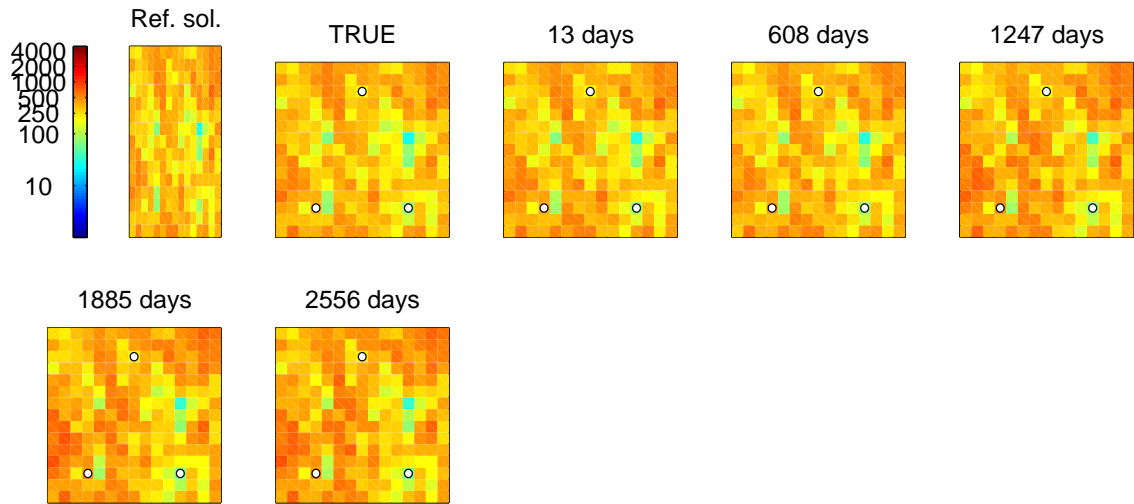 Ref. sol.
TRUE
13 days
608 days
1247 days
4000
2000
1000
500
250
100
10
1885 days
2556 days